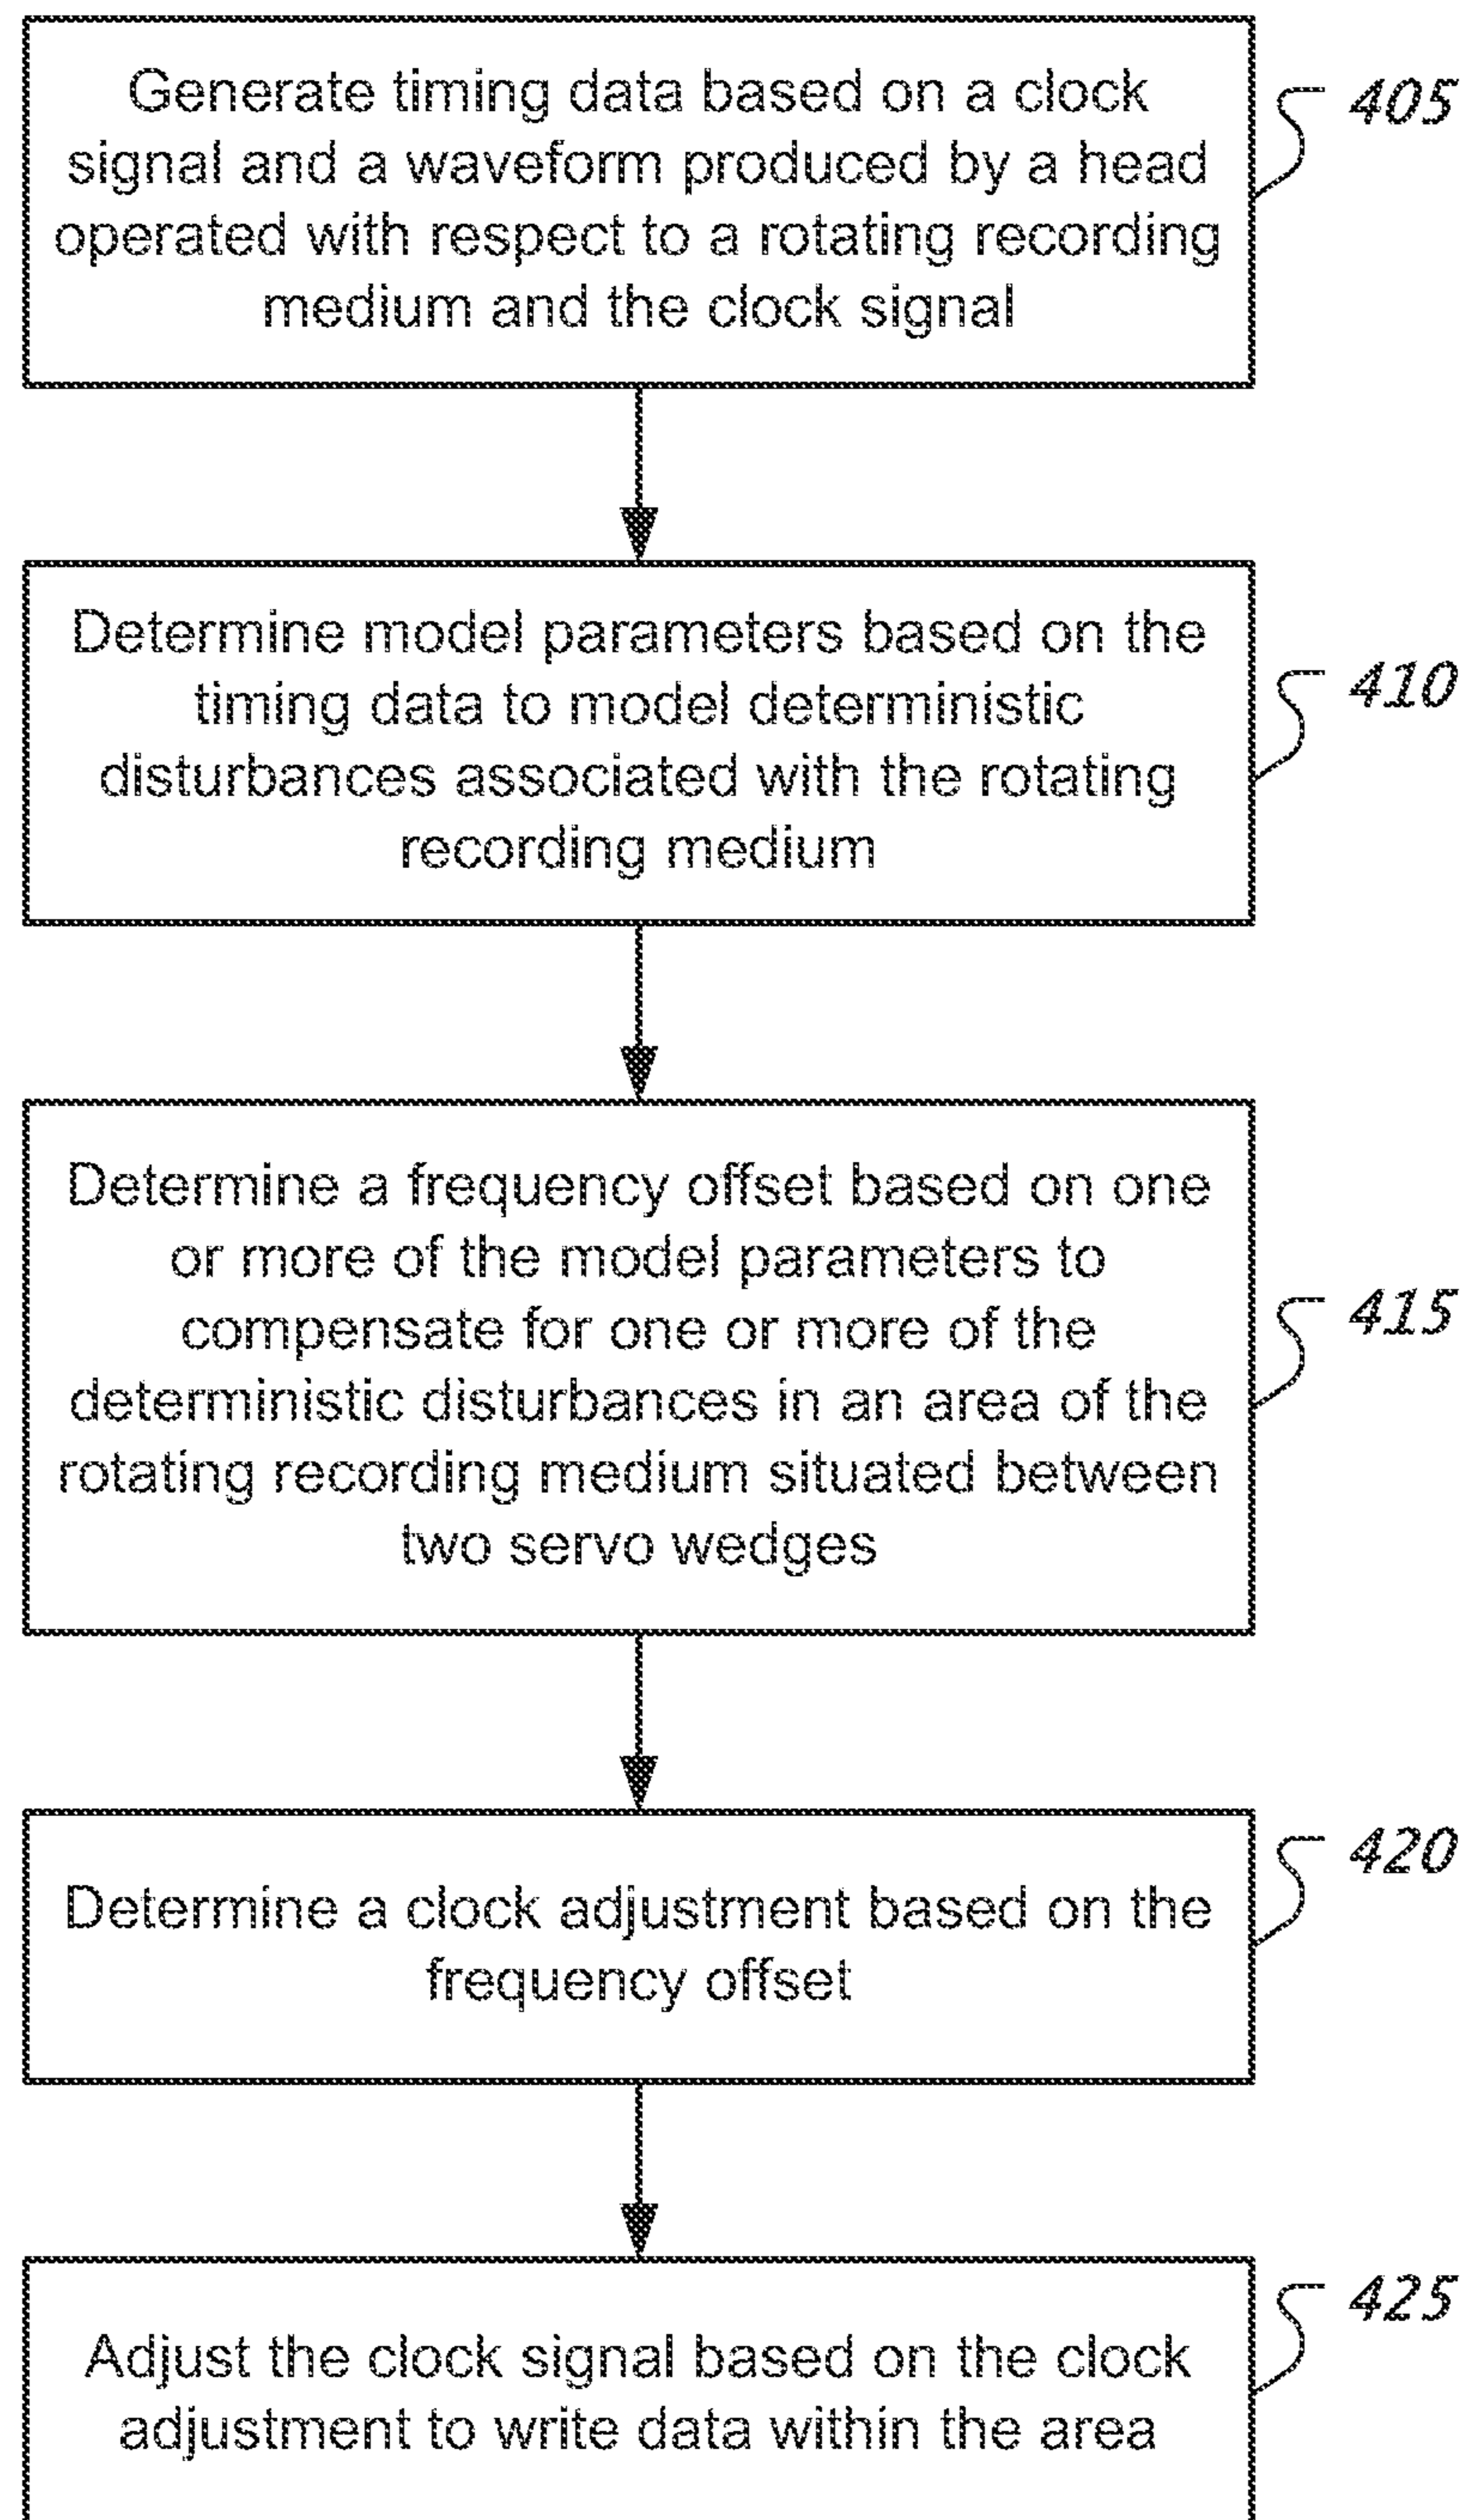 Generate timing data based on a clock
signal and a waveform produced by a head
operated with respect to a rotating recording
medium and the clock signal
405
Determine model parameters based on the
timing data to model deterministic
disturbances associated with the rotating
recording medium
410
Determine a frequency offset based on one
or more of the model parameters to
compensate for one or more of the
deterministic disturbances in an area of the
rotating recording medium situated between
two servo wedges
415
Determine a clock adjustment based on the
frequency offset
420
Adjust the clock signal based on the clock
adjustment to write data within the area
425